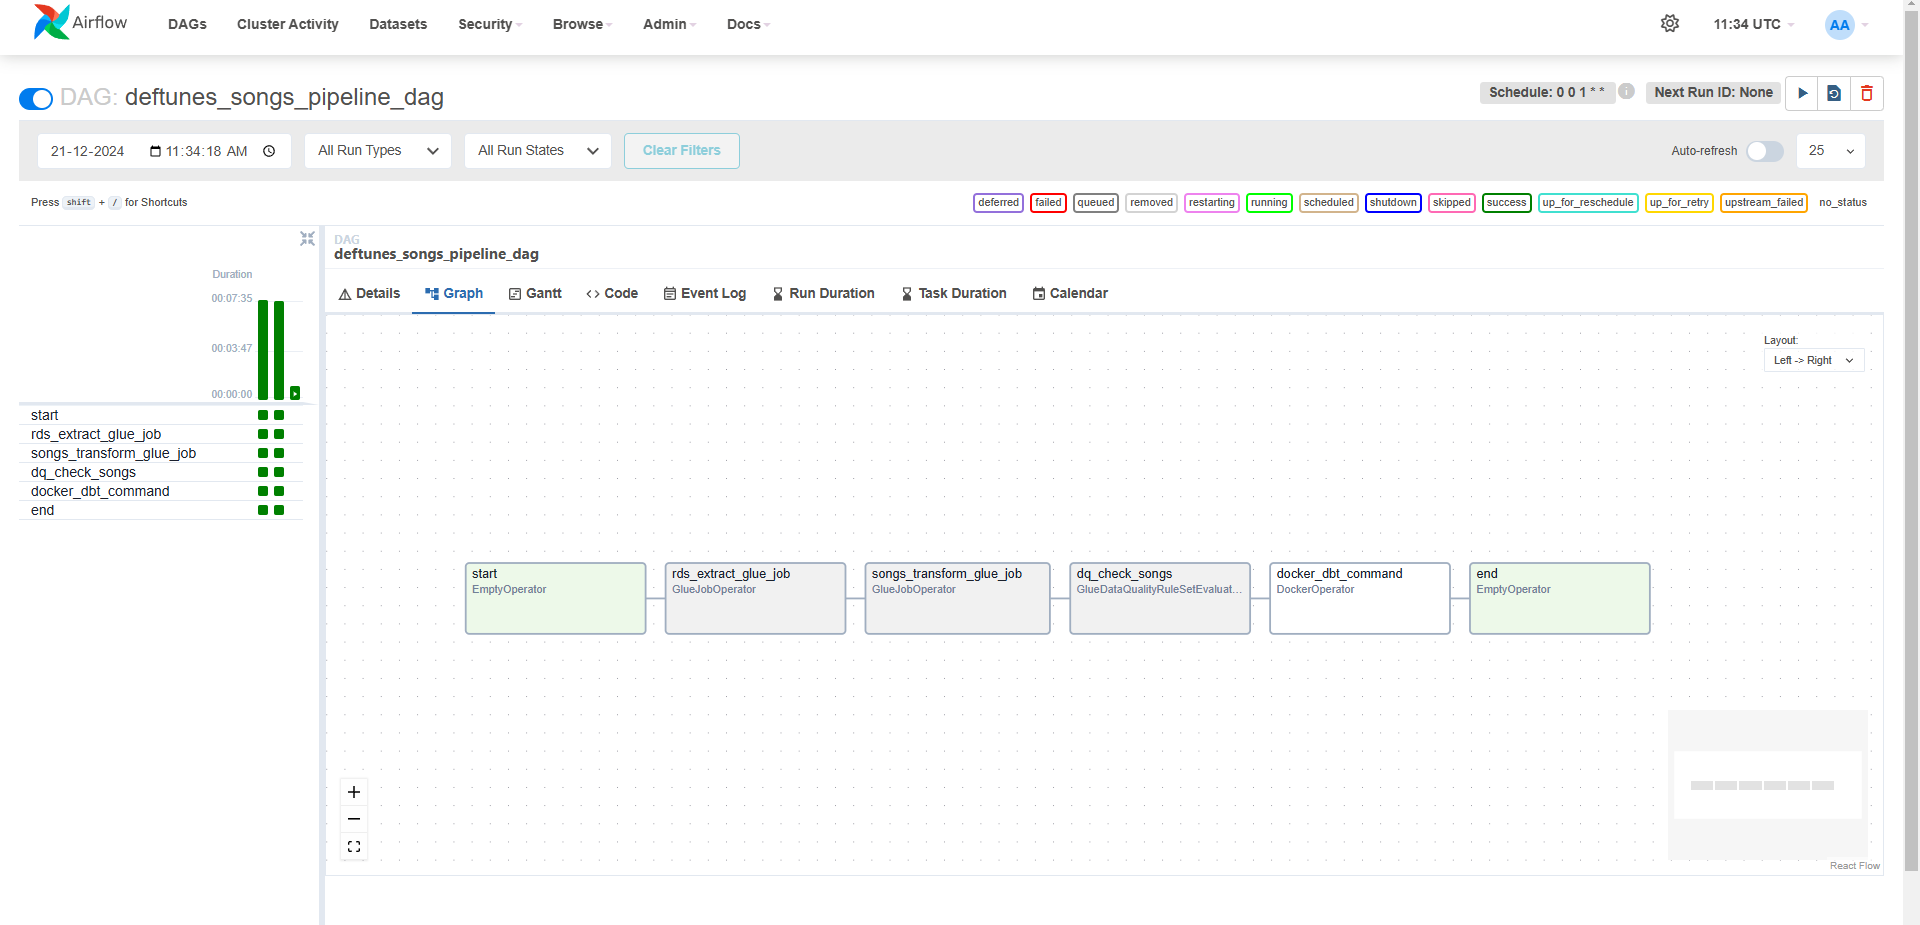 Airflow DAGs Cluster Activity Datasets Security Browse Admin Docs 11:34 UTC AA
DAG: deftunes_songs_pipeline_dag Schedule: 0 0 1 * * i Next Run ID: None
21-12-2024 11:34:18 AM All Run Types All Run States Clear Filters Auto-refresh 25
Press shift + / for Shortcuts deferred failed queued removed restarting running scheduled shutdown skipped success up_for_reschedule up_for_retry upstream_failed no_status
DAG
deftunes_songs_pipeline_dag
Duration
00:07:35
00:03:47
00:00:00
start
rds_extract_glue_job
songs_transform_glue_job
dq_check_songs
docker_dbt_command
end
Details Graph Gantt <> Code Event Log Run Duration Task Duration Calendar
Layout:
Left -> Right
start
EmptyOperator
rds_extract_glue_job
GlueJobOperator
songs_transform_glue_job
GlueJobOperator
dq_check_songs
GlueDataQualityRuleSetEvaluat...
docker_dbt_command
DockerOperator
end
EmptyOperator
React Flow